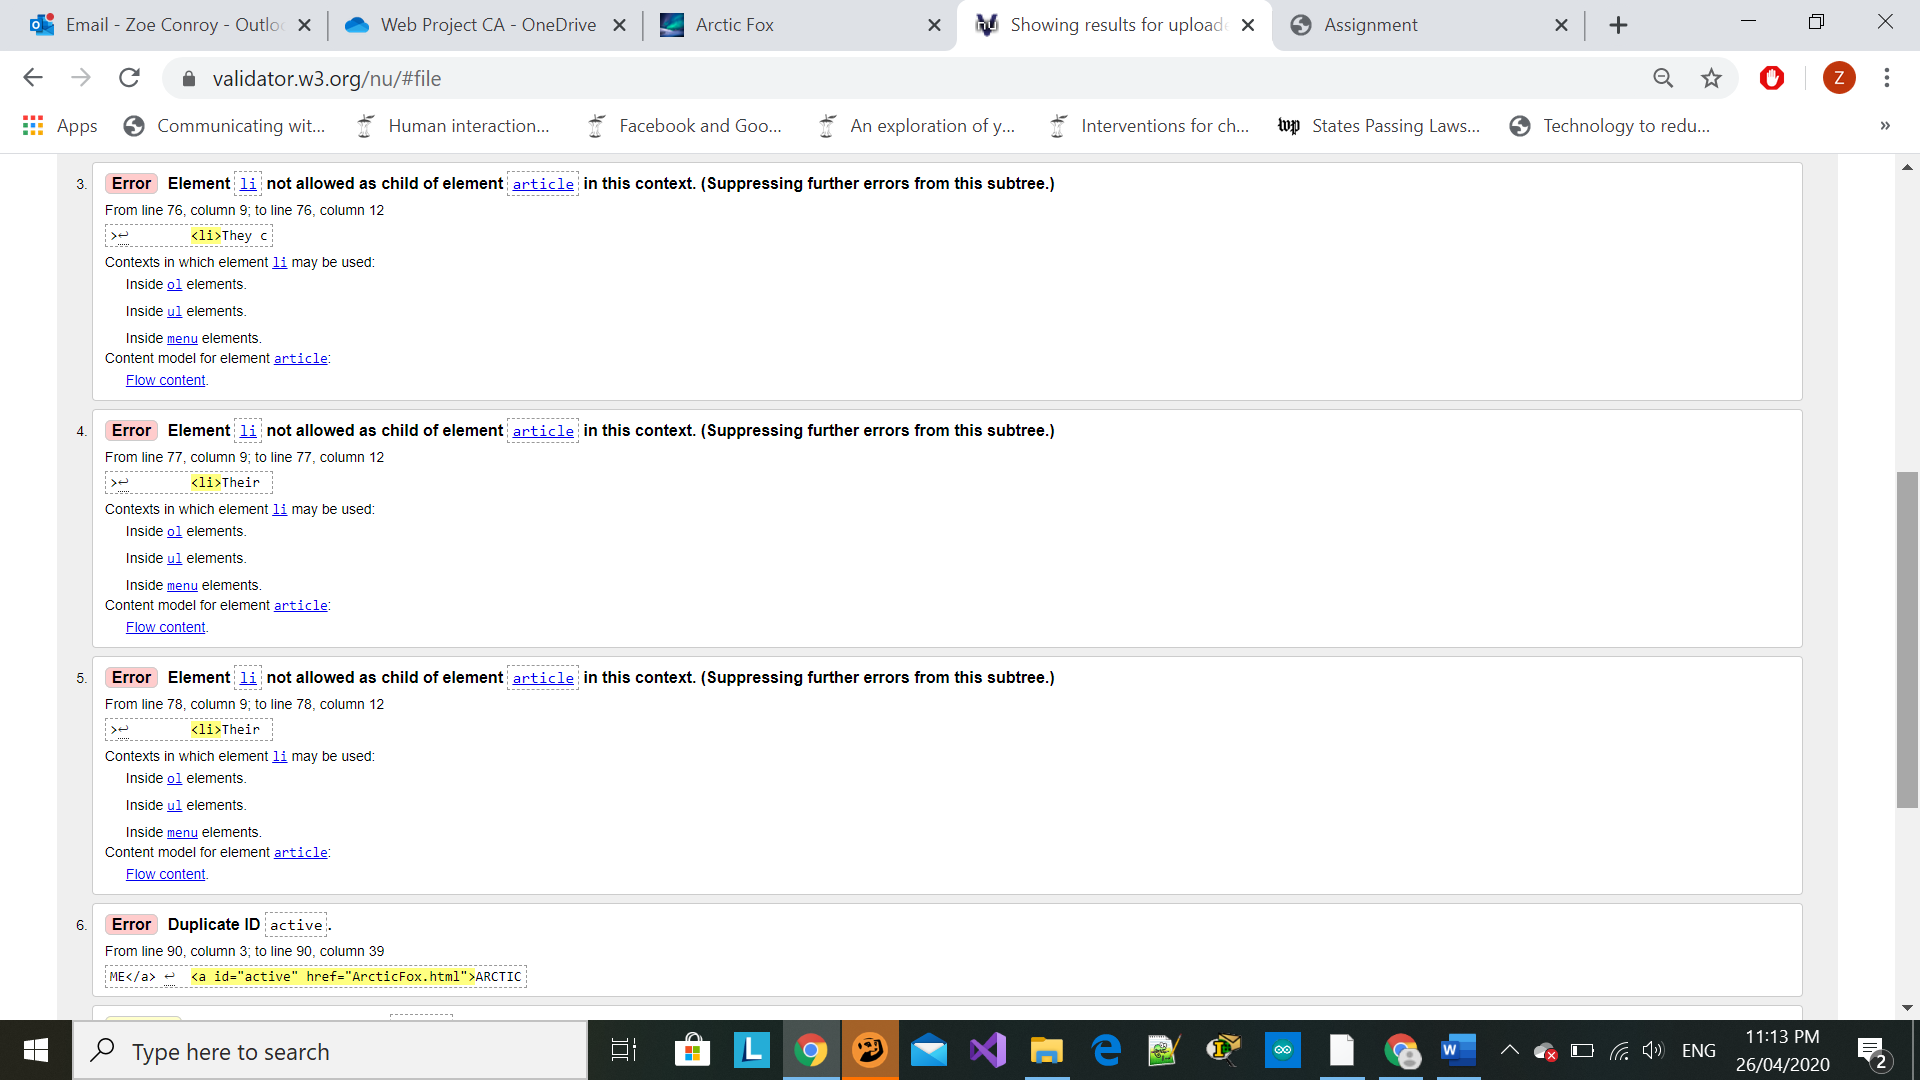 Email - Zoe Conroy - Outlo
Web Project CA - OneDrive
Arctic Fox
Showing results for upload
Assignment
validator.w3.org/nu/#file
Z
Apps
Communicating wit...
Human interaction...
Facebook and Goo...
An exploration of y...
Interventions for ch...
wp States Passing Laws...
Technology to redu...
»
3. Error Element li not allowed as child of element article in this context. (Suppressing further errors from this subtree.)
From line 76, column 9; to line 76, column 12
>↩ <li>They c
Contexts in which element li may be used:
Inside ol elements.
Inside ul elements.
Inside menu elements.
Content model for element article:
Flow content.
4. Error Element li not allowed as child of element article in this context. (Suppressing further errors from this subtree.)
From line 77, column 9; to line 77, column 12
>↩ <li>Their
Contexts in which element li may be used:
Inside ol elements.
Inside ul elements.
Inside menu elements.
Content model for element article:
Flow content.
5. Error Element li not allowed as child of element article in this context. (Suppressing further errors from this subtree.)
From line 78, column 9; to line 78, column 12
>↩ <li>Their
Contexts in which element li may be used:
Inside ol elements.
Inside ul elements.
Inside menu elements.
Content model for element article:
Flow content.
6. Error Duplicate ID active.
From line 90, column 3; to line 90, column 39
ME</a> ↩ <a id="active" href="ArcticFox.html">ARCTIC
Type here to search
L
W
ENG
11:13 PM
26/04/2020
2